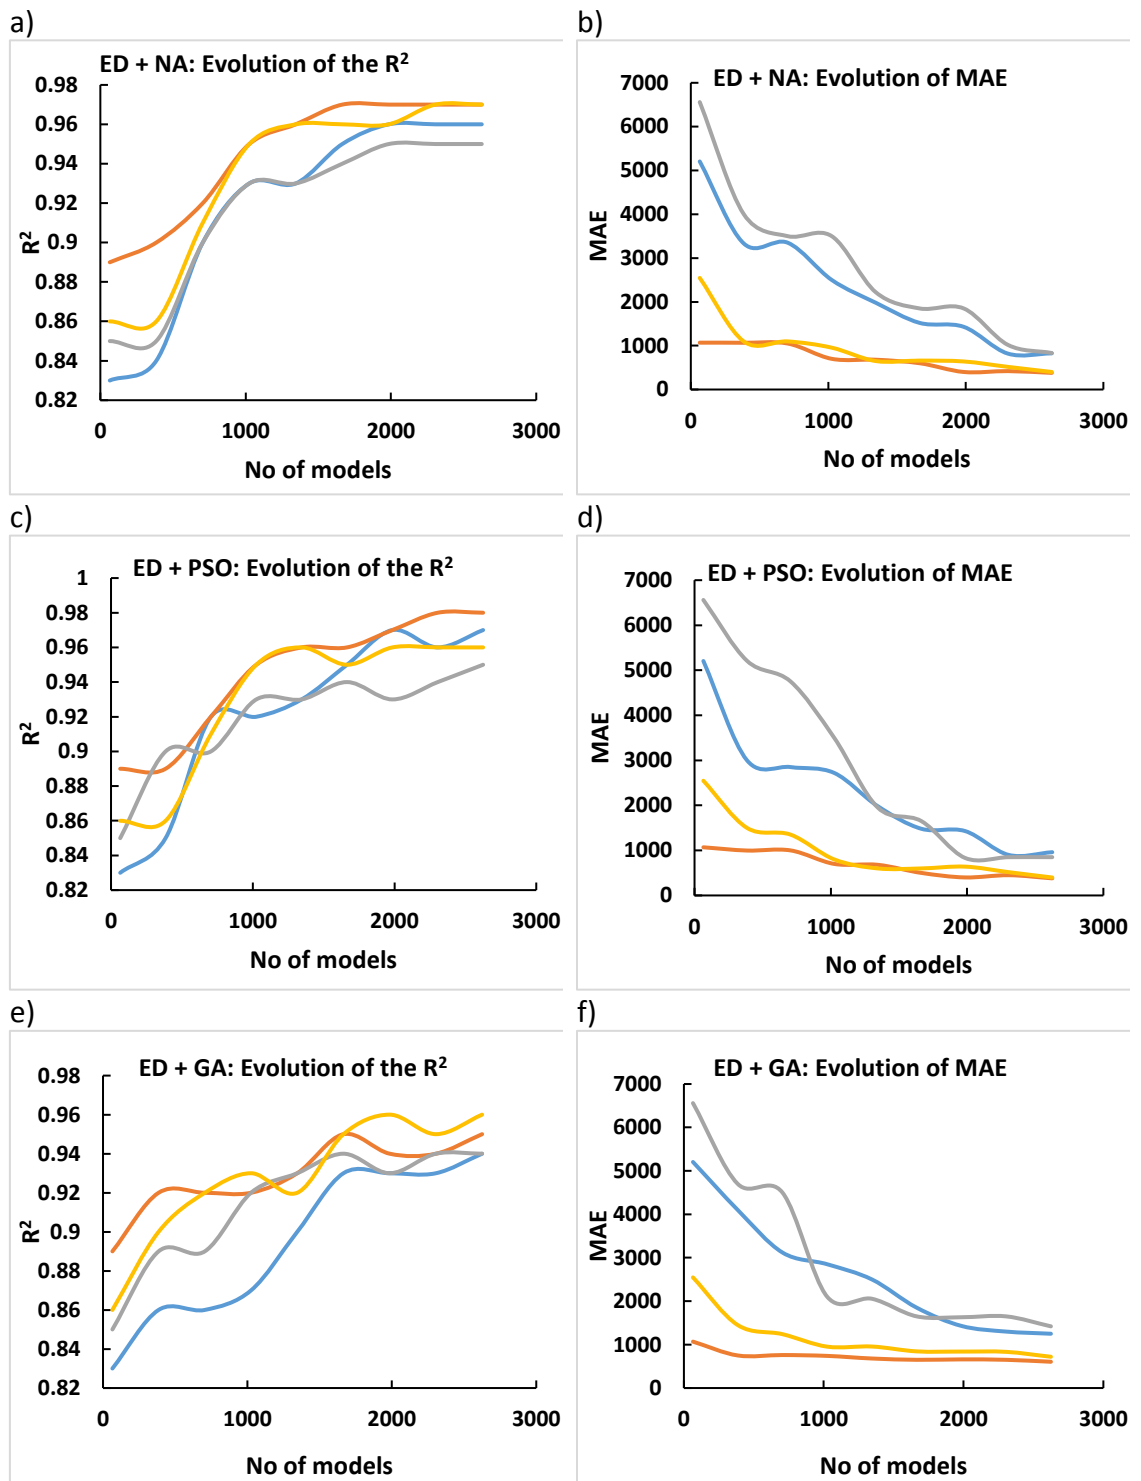 a)
ED + NA: Evolution of the R²
0.98
0.96
0.94
0.92
0.9
0.88
0.86
0.84
0.82
R²
0 1000 2000 3000
No of models
b)
ED + NA: Evolution of MAE
7000
6000
5000
4000
3000
2000
1000
0
MAE
0 1000 2000 3000
No of models
c)
ED + PSO: Evolution of the R²
1
0.98
0.96
0.94
0.92
0.9
0.88
0.86
0.84
0.82
R²
0 1000 2000 3000
No of models
d)
ED + PSO: Evolution of MAE
7000
6000
5000
4000
3000
2000
1000
0
MAE
0 1000 2000 3000
No of models
e)
ED + GA: Evolution of the R²
0.98
0.96
0.94
0.92
0.9
0.88
0.86
0.84
0.82
R²
0 1000 2000 3000
No of models
f)
ED + GA: Evolution of MAE
7000
6000
5000
4000
3000
2000
1000
0
MAE
0 1000 2000 3000
No of models